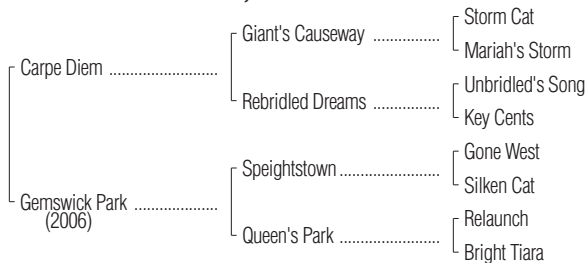 Storm Cat
Giant's Causeway ................
Mariah's Storm
Carpe Diem ..........................
Unbridled's Song
Rebridled Dreams ................
Key Cents
Gone West
Speightstown ........................
Silken Cat
Gemswick Park ....................
(2006)
Relaunch
Queen's Park ........................
Bright Tiara